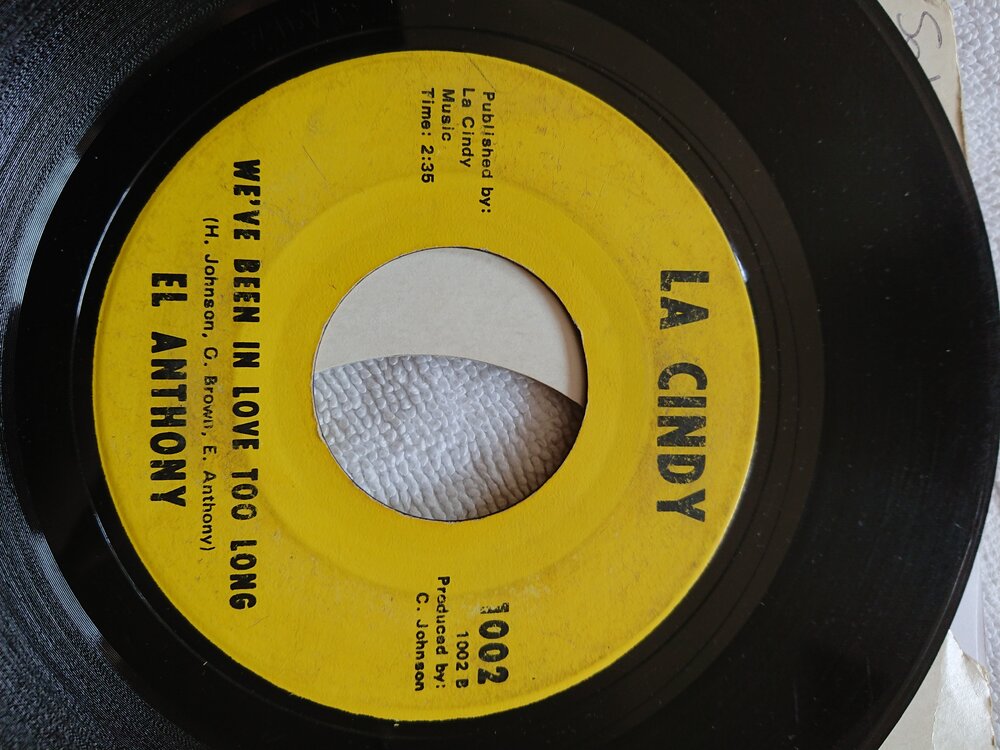 LA CINDY
Published by:
La Cindy
Music
Time: 2:35
1002
1002 B
Produced by:
C. Johnson
WE'VE BEEN IN LOVE TOO LONG
(H. Johnson, C. Brown, E. Anthony)
EL ANTHONY